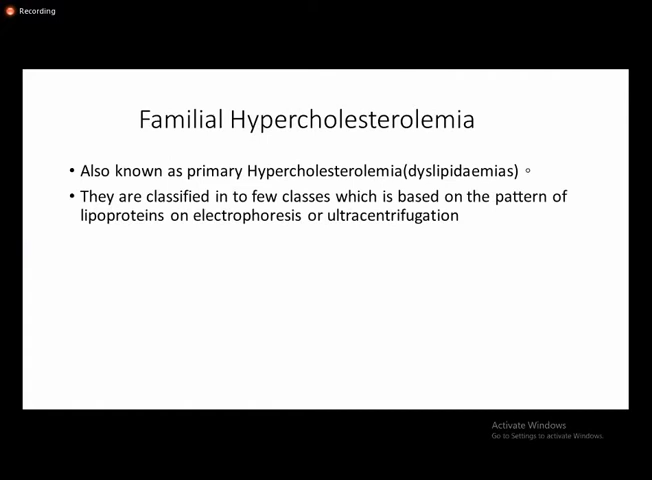 Recording
Familial Hypercholesterolemia
• Also known as primary Hypercholesterolemia(dyslipidaemias) ◦
• They are classified in to few classes which is based on the pattern of
lipoproteins on electrophoresis or ultracentrifugation
Activate Windows
Go to Settings to activate Windows.